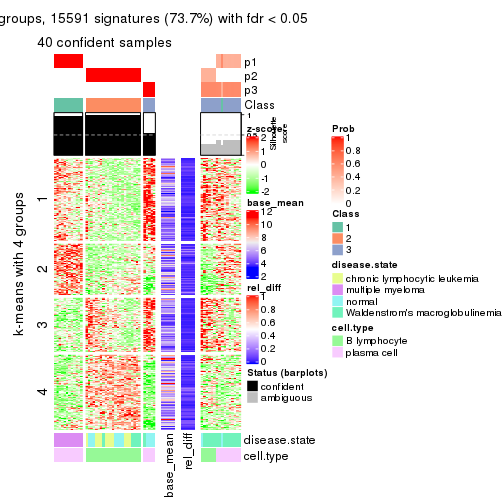 groups, 15591 signatures (73.7%) with fdr < 0.05
40 confident samples
p1
p2
p3
Class
1
Silhouette
score
z-score
2
1
0
-1
-2
base_mean
12
10
8
6
4
2
rel_diff
1
0.8
0.6
0.4
0.2
0
Status (barplots)
confident
ambiguous
Prob
1
0.8
0.6
0.4
0.2
0
Class
1
2
3
disease.state
chronic lymphocytic leukemia
multiple myeloma
normal
Waldenstrom's macroglobulinemia
cell.type
B lymphocyte
plasma cell
k-means with 4 groups
1
2
3
4
disease.state
cell.type
base_mean
rel_diff